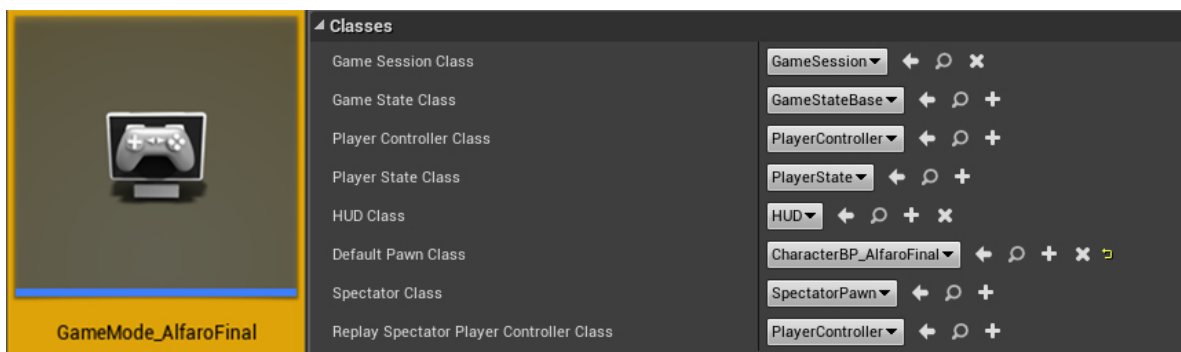 Classes
Game Session Class GameSession
Game State Class GameStateBase
Player Controller Class PlayerController
Player State Class PlayerState
HUD Class HUD
Default Pawn Class CharacterBP_AlfaroFinal
Spectator Class SpectatorPawn
Replay Spectator Player Controller Class PlayerController
GameMode_AlfaroFinal